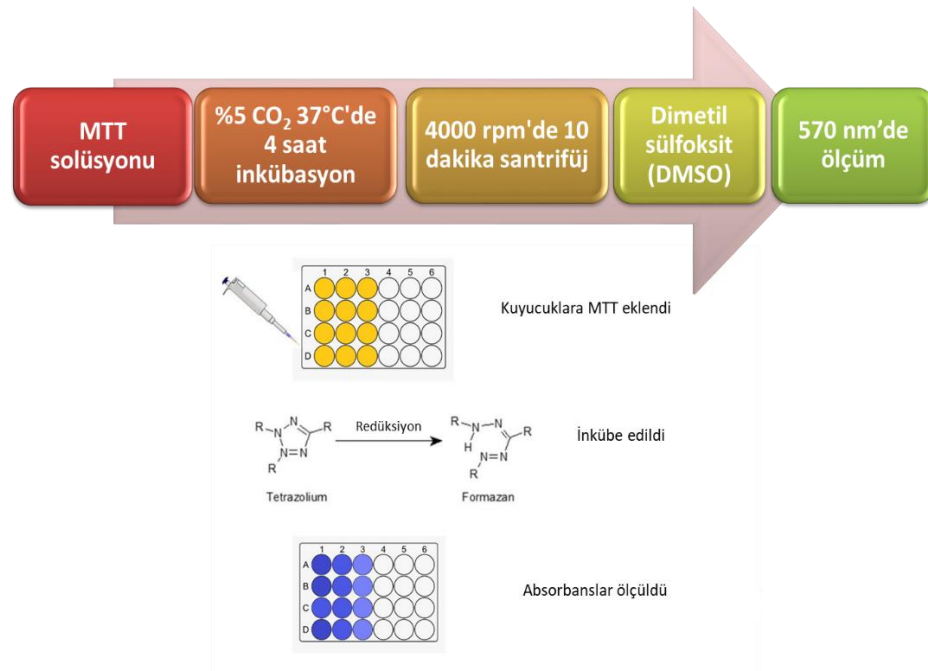 MTT
solüsyonu
%5 CO₂ 37°C'de
4 saat
inkübasyon
4000 rpm'de 10
dakika santrifüj
Dimetil
sülfoksit
(DMSO)
570 nm’de
ölçüm
1 2 3 4 5 6
A
B
C
D
Kuyucuklara MTT eklendi
R N N R
N=N
R
Tetrazolium
Redüksiyon
R N N R
H
N=N
R
Formazan
İnkübe edildi
1 2 3 4 5 6
A
B
C
D
Absorbanslar ölçüldü